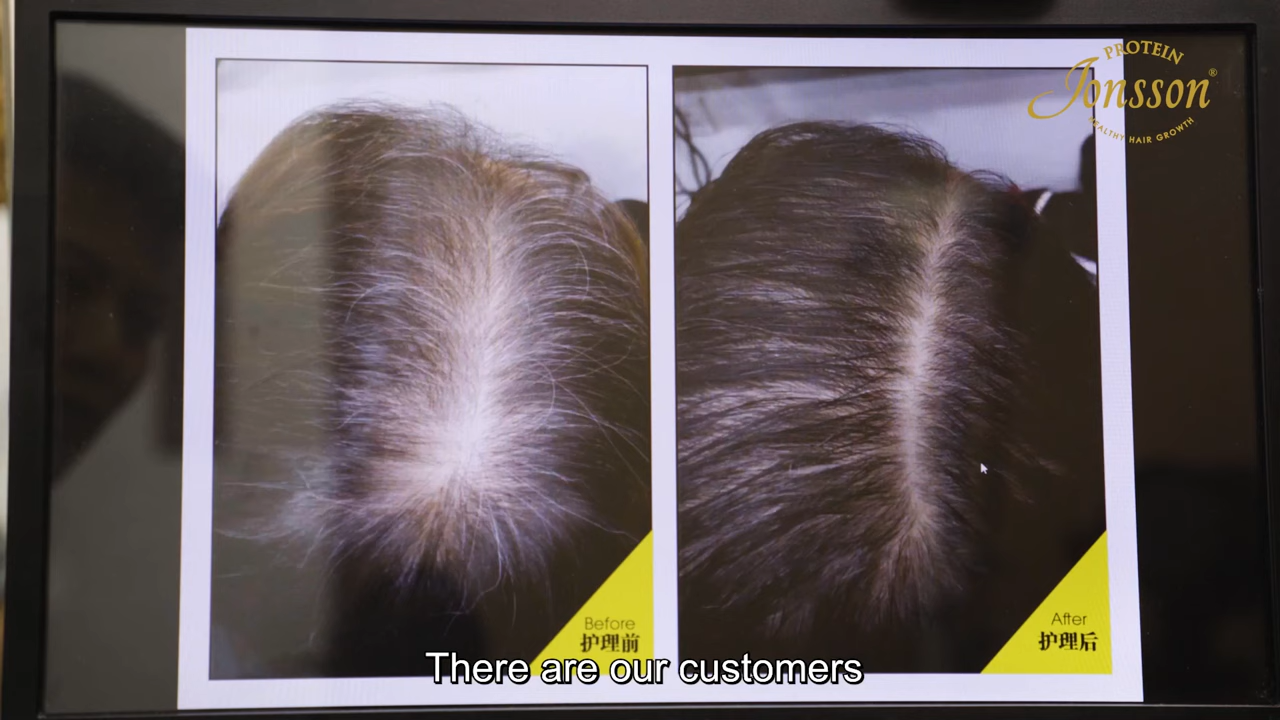 PROTEIN
Jonsson®
HEALTHY HAIR GROWTH
Before
护理前
After
护理后
There are our customers